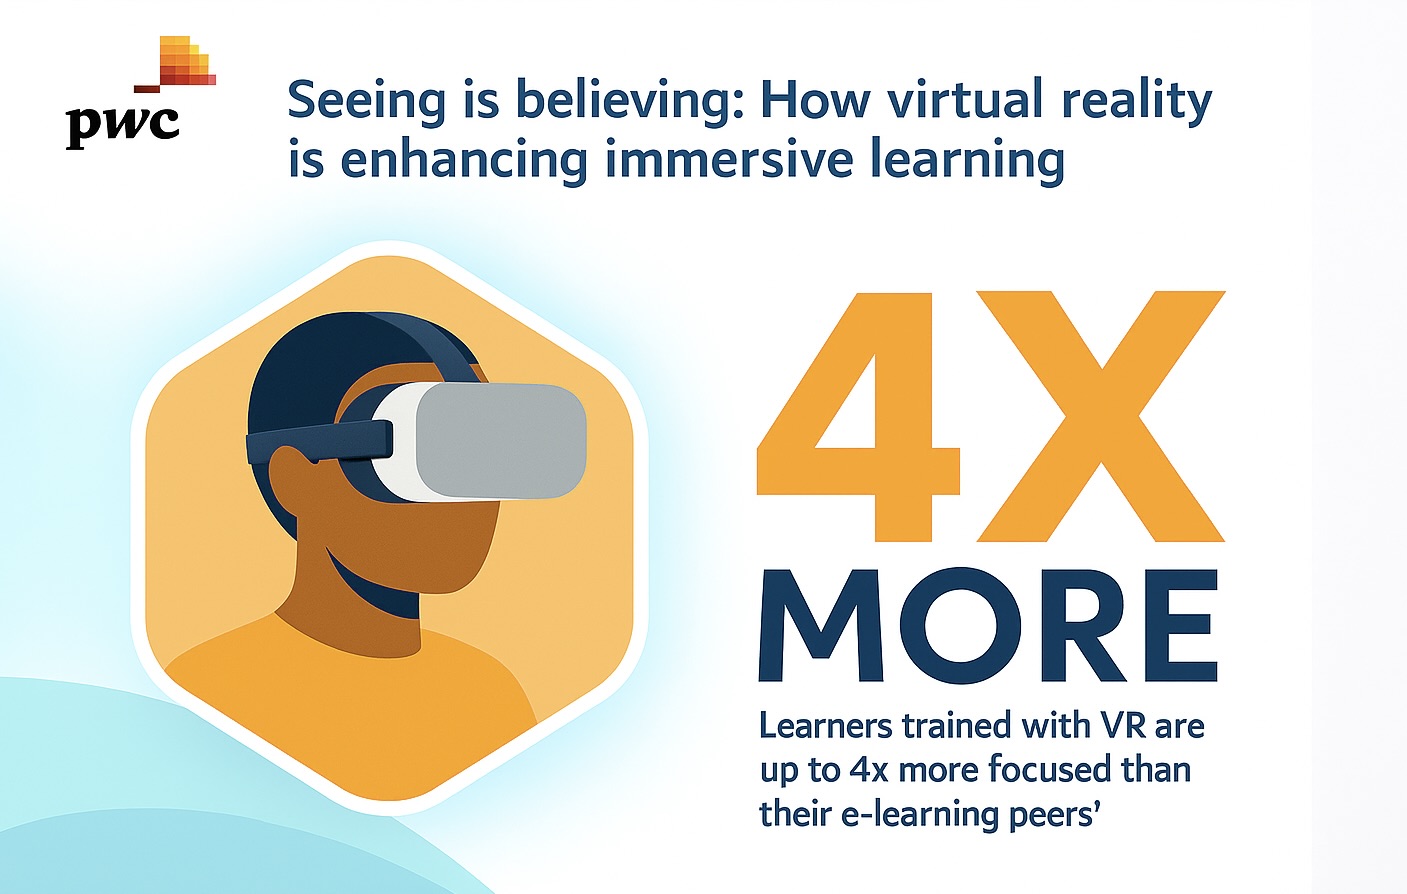 pwc
Seeing is believing: How virtual reality
is enhancing immersive learning
4X
MORE
Learners trained with VR are
up to 4x more focused than
their e-learning peers’